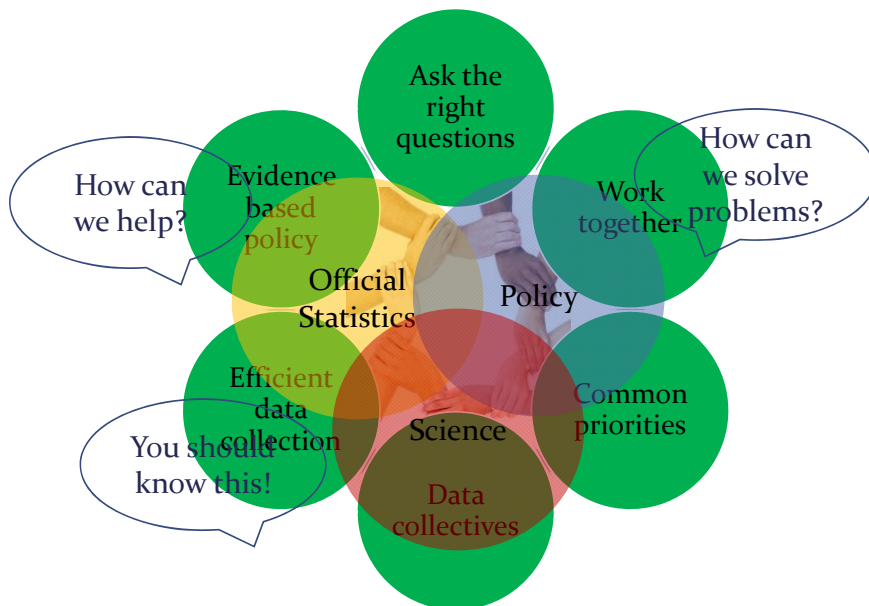 Ask the
right
questions
How can
we help?
Evidence
based
policy
Work
together
How can
we solve
problems?
Official
Statistics
Policy
Efficient
data
collection
Common
priorities
Science
You should
know this!
Data
collectives